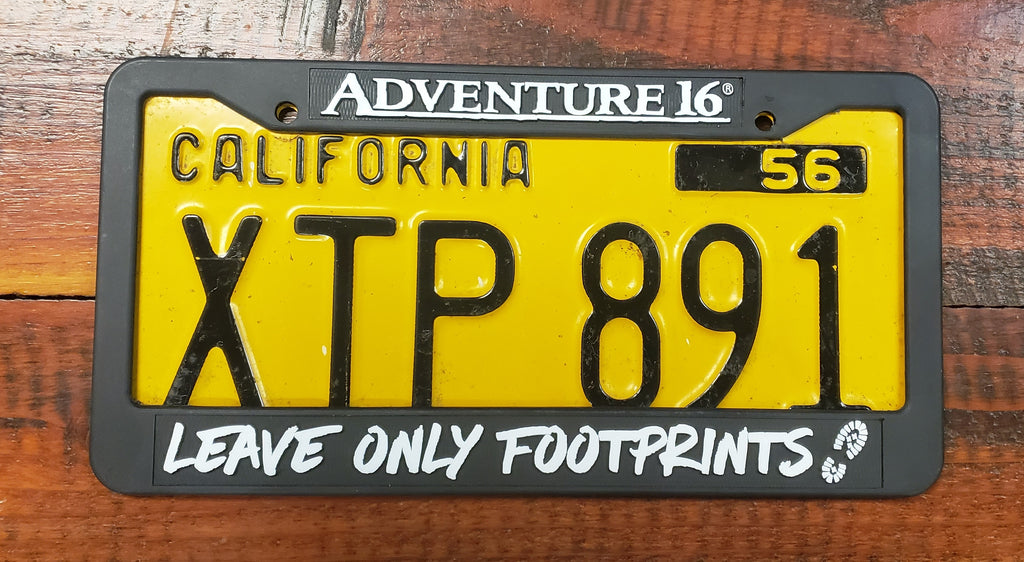 ADVENTURE 16®
CALIFORNIA 56
XTP 891
LEAVE ONLY FOOTPRINTS